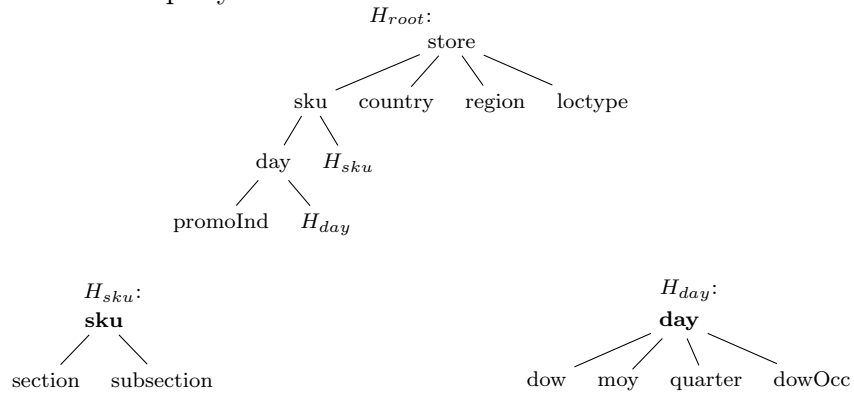 H_root:
store
sku country region loctype
day H_sku
promoInd H_day
H_sku: H_day:
sku day
section subsection dow moy quarter dowOcc